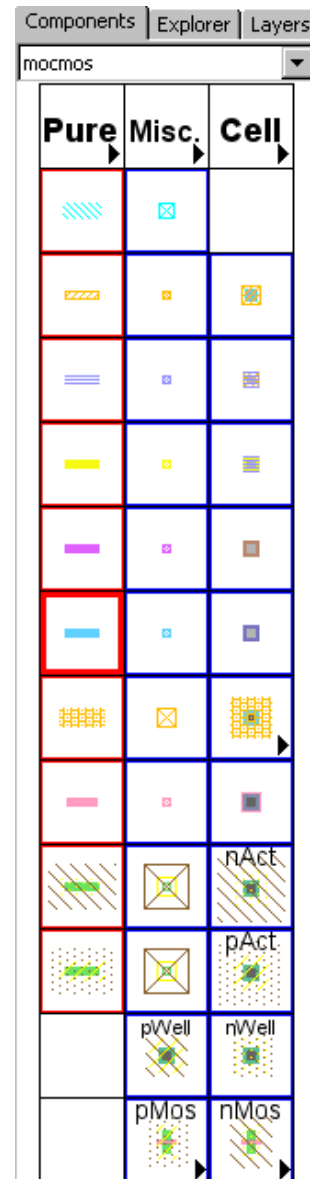 Components Explorer Layers
mocmos
Pure Misc. Cell
nAct
pAct
pWell nWell
pMos nMos